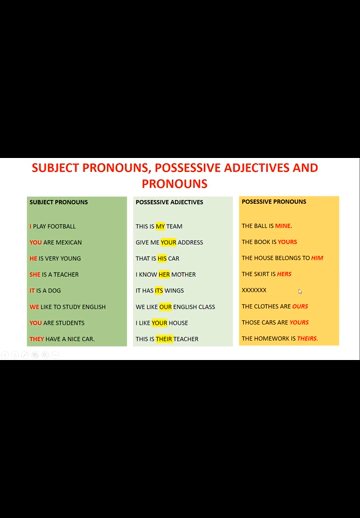 SUBJECT PRONOUNS, POSSESSIVE ADJECTIVES AND
PRONOUNS
SUBJECT PRONOUNS
I PLAY FOOTBALL
YOU ARE MEXICAN
HE IS VERY YOUNG
SHE IS A TEACHER
IT IS A DOG
WE LIKE TO STUDY ENGLISH
YOU ARE STUDENTS
THEY HAVE A NICE CAR.
POSSESSIVE ADJECTIVES
THIS IS MY TEAM
GIVE ME YOUR ADDRESS
THAT IS HIS CAR
I KNOW HER MOTHER
IT HAS ITS WINGS
WE LIKE OUR ENGLISH CLASS
I LIKE YOUR HOUSE
THIS IS THEIR TEACHER
POSESSIVE PRONOUNS
THE BALL IS MINE.
THE BOOK IS YOURS
THE HOUSE BELONGS TO HIM
THE SKIRT IS HERS
XXXXXXX
THE CLOTHES ARE OURS
THOSE CARS ARE YOURS
THE HOMEWORK IS THEIRS.